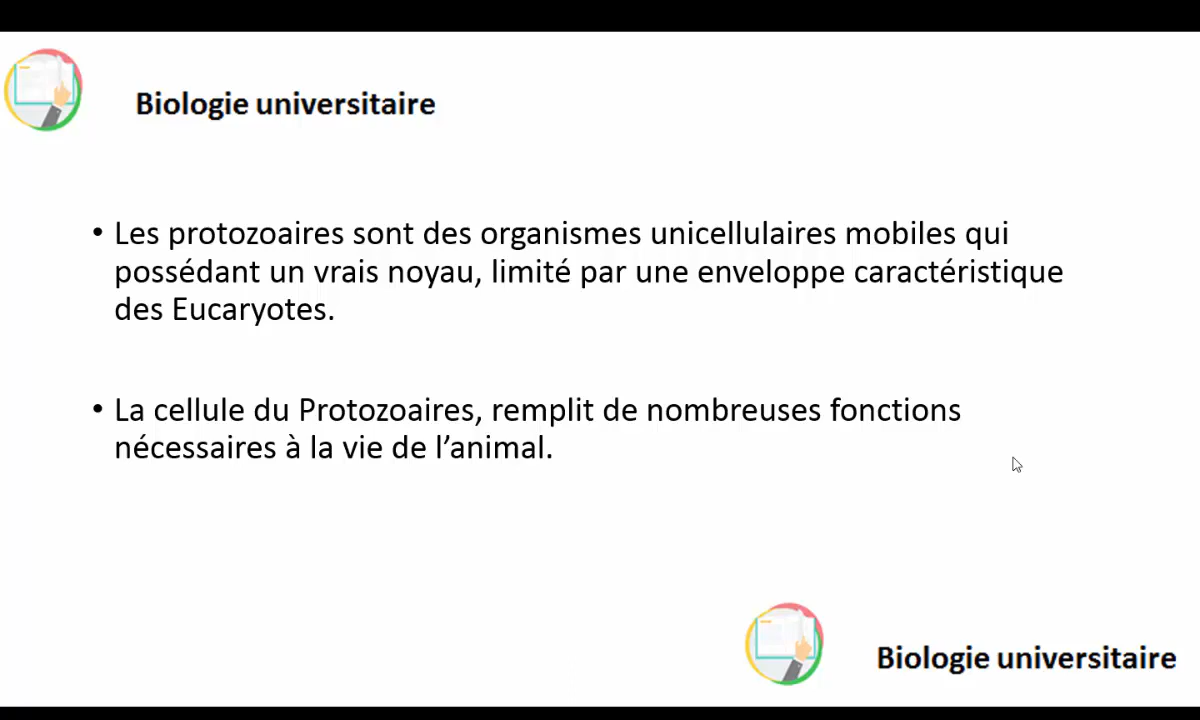 Biologie universitaire
• Les protozoaires sont des organismes unicellulaires mobiles qui
possédant un vrais noyau, limité par une enveloppe caractéristique
des Eucaryotes.
• La cellule du Protozoaires, remplit de nombreuses fonctions
nécessaires à la vie de l’animal.
Biologie universitaire